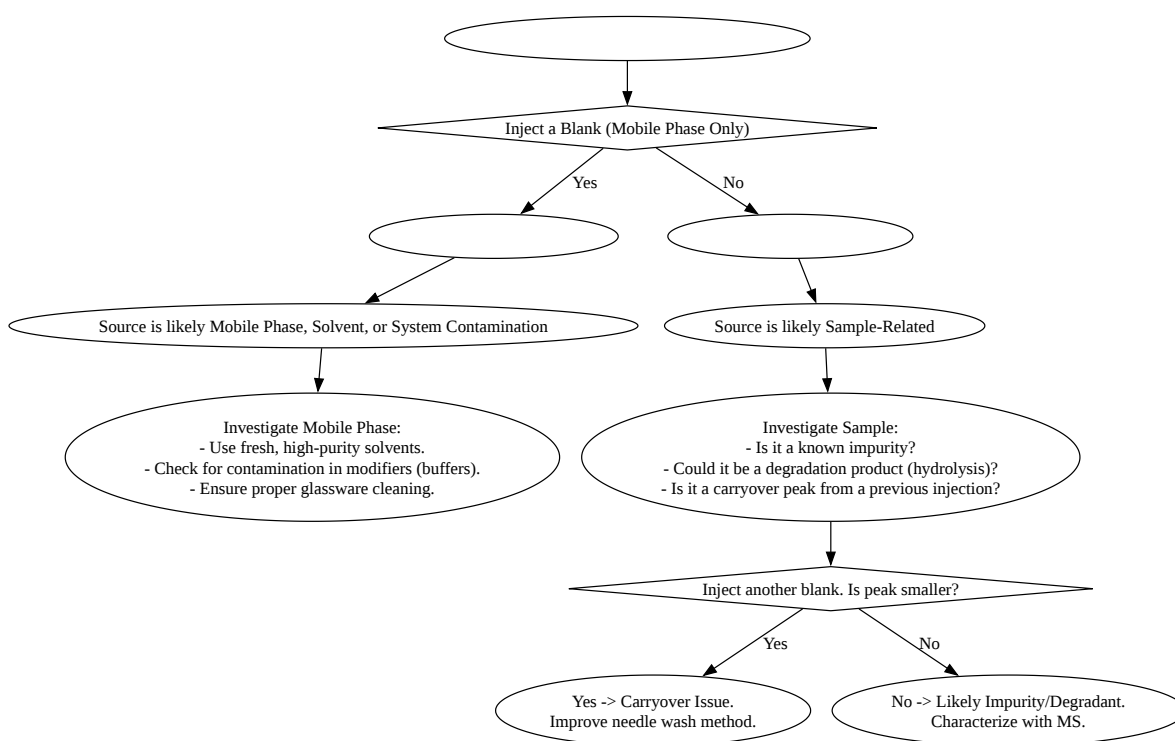 Inject a Blank (Mobile Phase Only)
Yes
No
Source is likely Mobile Phase, Solvent, or System Contamination
Source is likely Sample-Related
Investigate Mobile Phase:
- Use fresh, high-purity solvents.
- Check for contamination in modifiers (buffers).
- Ensure proper glassware cleaning.
Investigate Sample:
- Is it a known impurity?
- Could it be a degradation product (hydrolysis)?
- Is it a carryover peak from a previous injection?
Inject another blank. Is peak smaller?
Yes
No
Yes -> Carryover Issue.
Improve needle wash method.
No -> Likely Impurity/Degradant.
Characterize with MS.